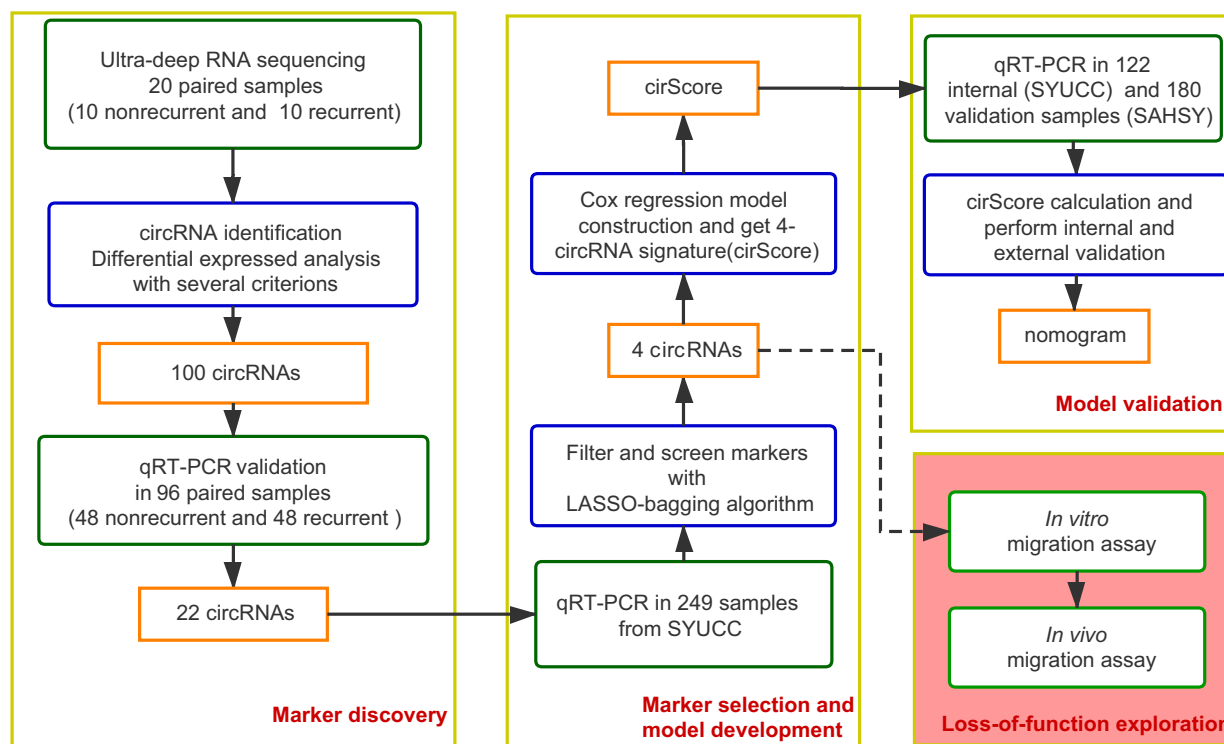 Ultra-deep RNA sequencing
20 paired samples
(10 nonrecurrent and 10 recurrent)
circRNA identification
Differential expressed analysis
with several criterions
100 circRNAs
qRT-PCR validation
in 96 paired samples
(48 nonrecurrent and 48 recurrent )
22 circRNAs
Marker discovery
cirScore
Cox regression model
construction and get 4-
circRNA signature(cirScore)
4 circRNAs
Filter and screen markers
with
LASSO-bagging algorithm
qRT-PCR in 249 samples
from SYUCC
Marker selection and
model development
qRT-PCR in 122
internal (SYUCC) and 180
validation samples (SAHSY)
cirScore calculation and
perform internal and
external validation
nomogram
Model validation
In vitro
migration assay
In vivo
migration assay
Loss-of-function exploration